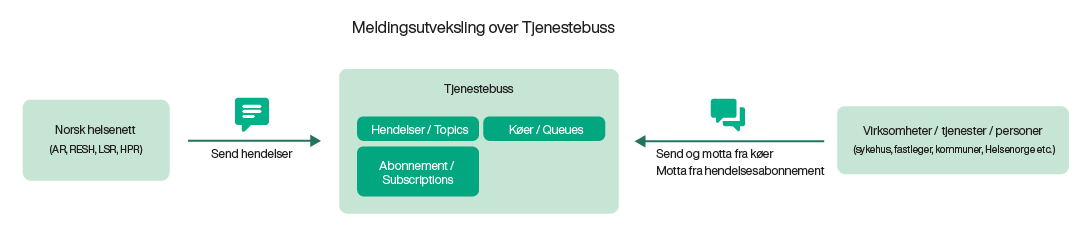 Meldingsutveksling over Tjenestebuss
Norsk helsenett
(AR, RESH, LSR, HPR)
Send hendelser
Tjenestebuss
Hendelser / Topics
Køer / Queues
Abonnement /
Subscriptions
Send og motta fra køer
Motta fra hendelsesabonnement
Virksomheter / tjenester / personer
(sykehus, fastleger, kommuner, Helsenorge etc.)